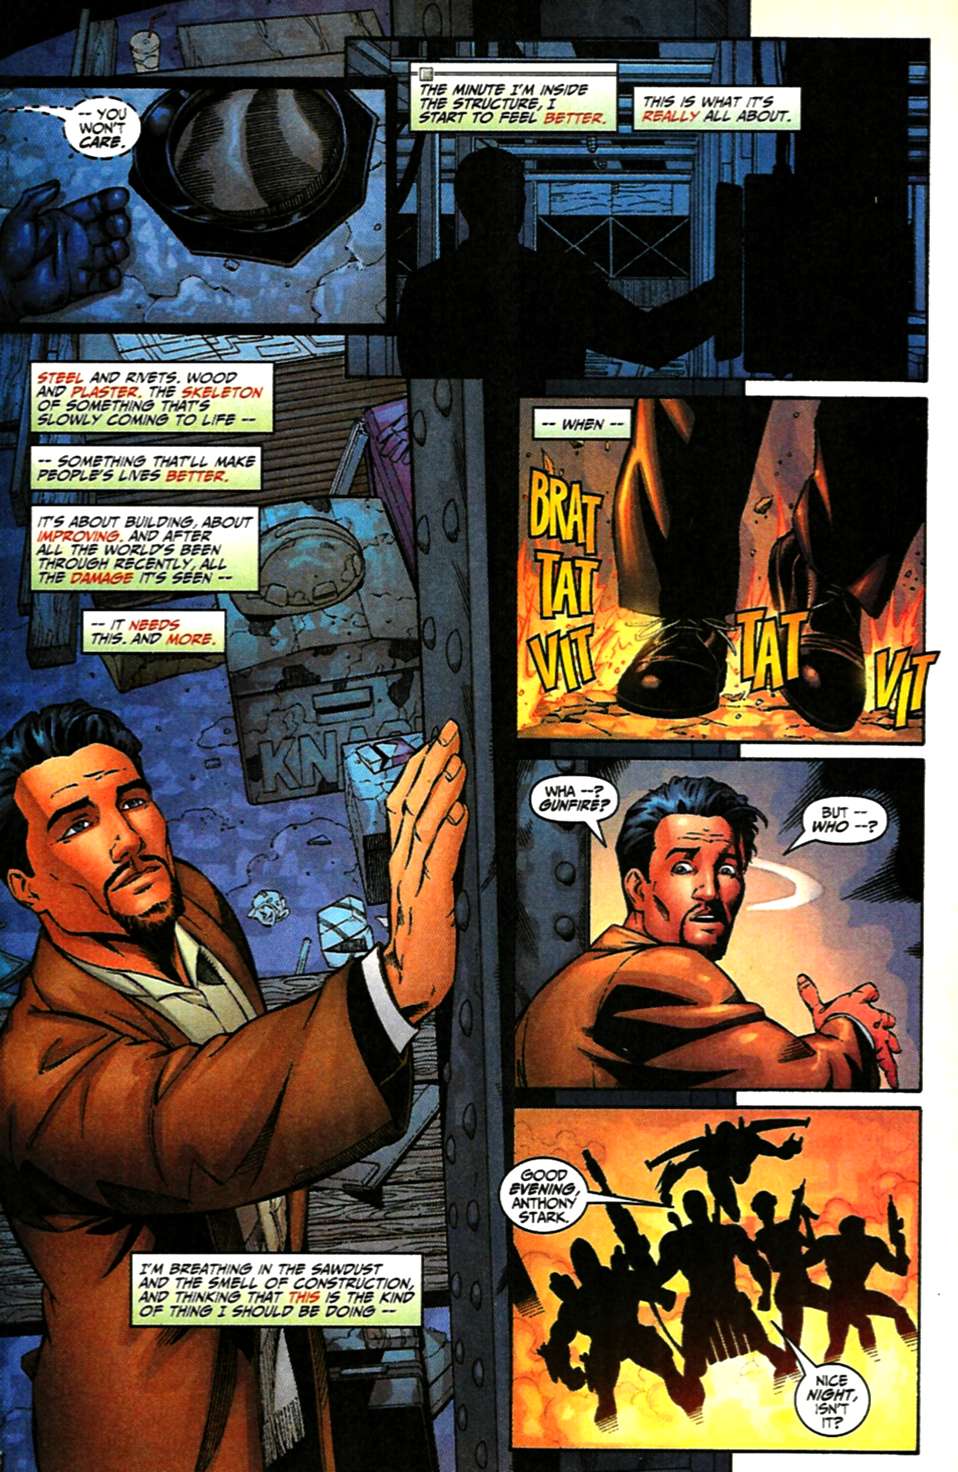 -- YOU
WON'T
CARE.
THE MINUTE I'M INSIDE
THE STRUCTURE, I
START TO FEEL BETTER.
THIS IS WHAT IT'S
REALLY ALL ABOUT.
STEEL AND RIVETS. WOOD
AND PLASTER. THE SKELETON
OF SOMETHING THAT'S
SLOWLY COMING TO LIFE --
-- SOMETHING THAT'LL MAKE
PEOPLE'S LIVES BETTER.
IT'S ABOUT BUILDING, ABOUT
IMPROVING. AND AFTER
ALL THE WORLD'S BEEN
THROUGH RECENTLY, ALL
THE DAMAGE IT'S SEEN --
-- IT NEEDS
THIS. AND MORE.
KNA
I'M BREATHING IN THE SAWDUST
AND THE SMELL OF CONSTRUCTION,
AND THINKING THAT THIS IS THE KIND
OF THING I SHOULD BE DOING --
-- WHEN --
BRAT
TAT
VIT
TAT
VIT
WHA --?
GUNFIRE?
BUT --
WHO --?
GOOD
EVENING,
ANTHONY
STARK.
NICE
NIGHT,
ISN'T
IT?